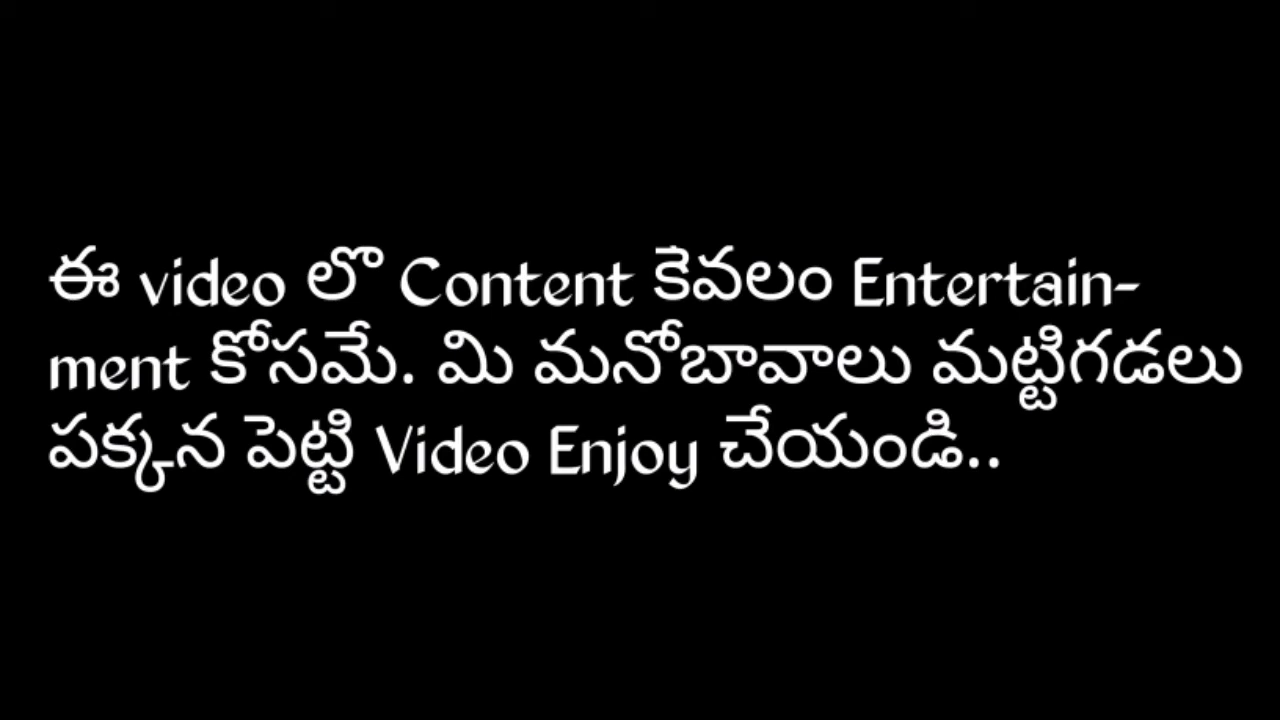 ఈ video లొ Content కేవలం Entertain-
ment కోసమే. మి మనోబావాలు మట్టిగడలు
పక్కన పెట్టి Video Enjoy చేయండి..